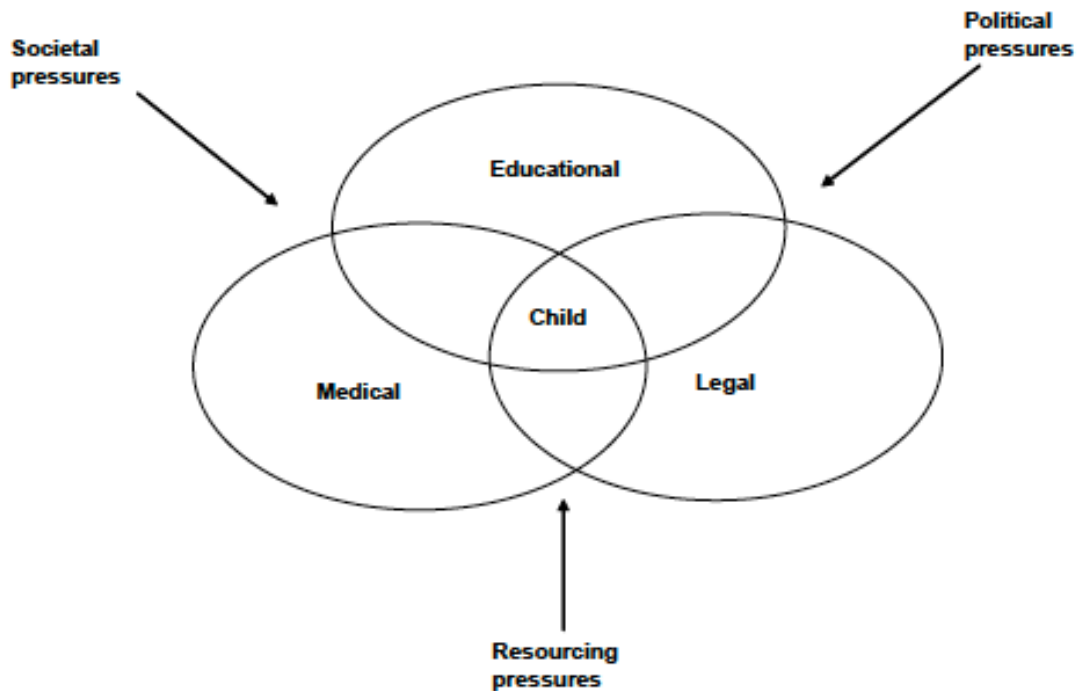 Societal
pressures
Political
pressures
Educational
Child
Medical
Legal
Resourcing
pressures